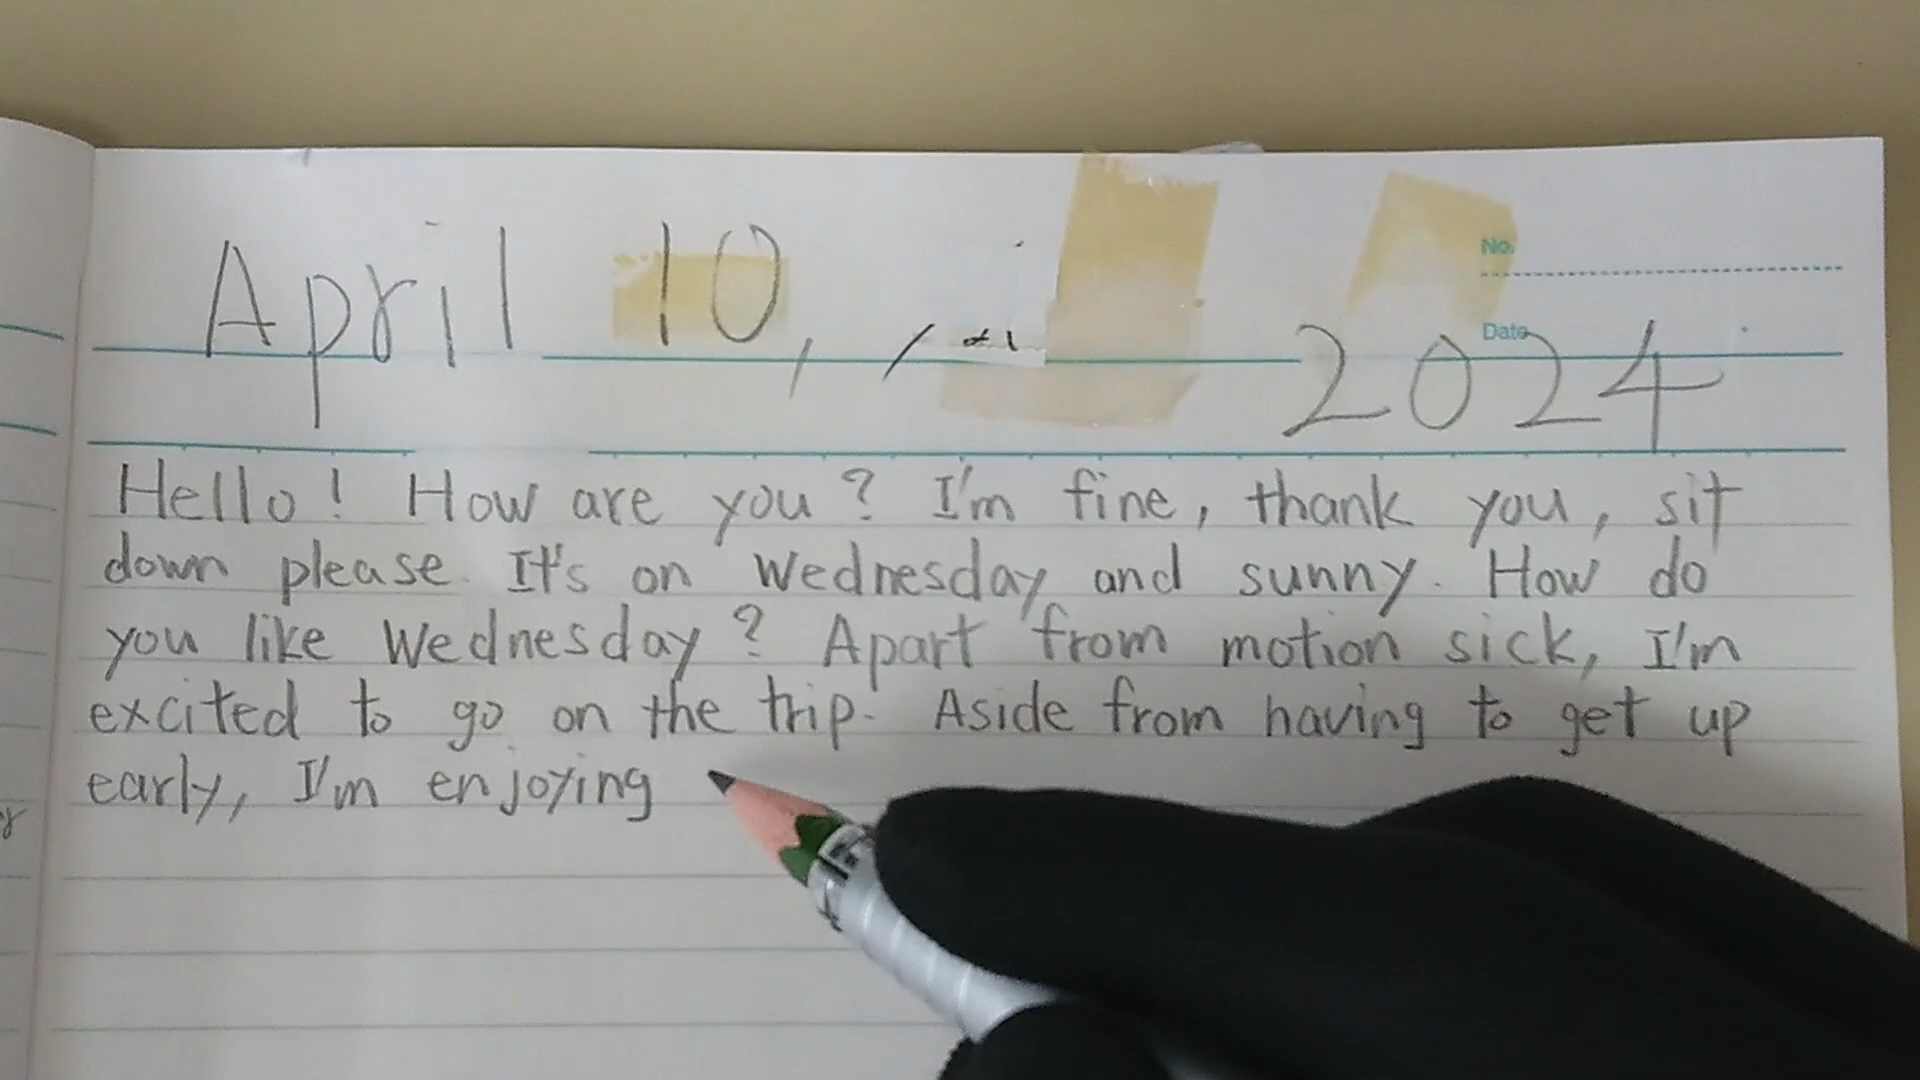 April 10, 2024
No.
Date
Hello! How are you? I'm fine, thank you, sit
down please. It's on Wednesday and sunny. How do
you like Wednesday? Apart from motion sick, I'm
excited to go on the trip. Aside from having to get up
early, I'm enjoying